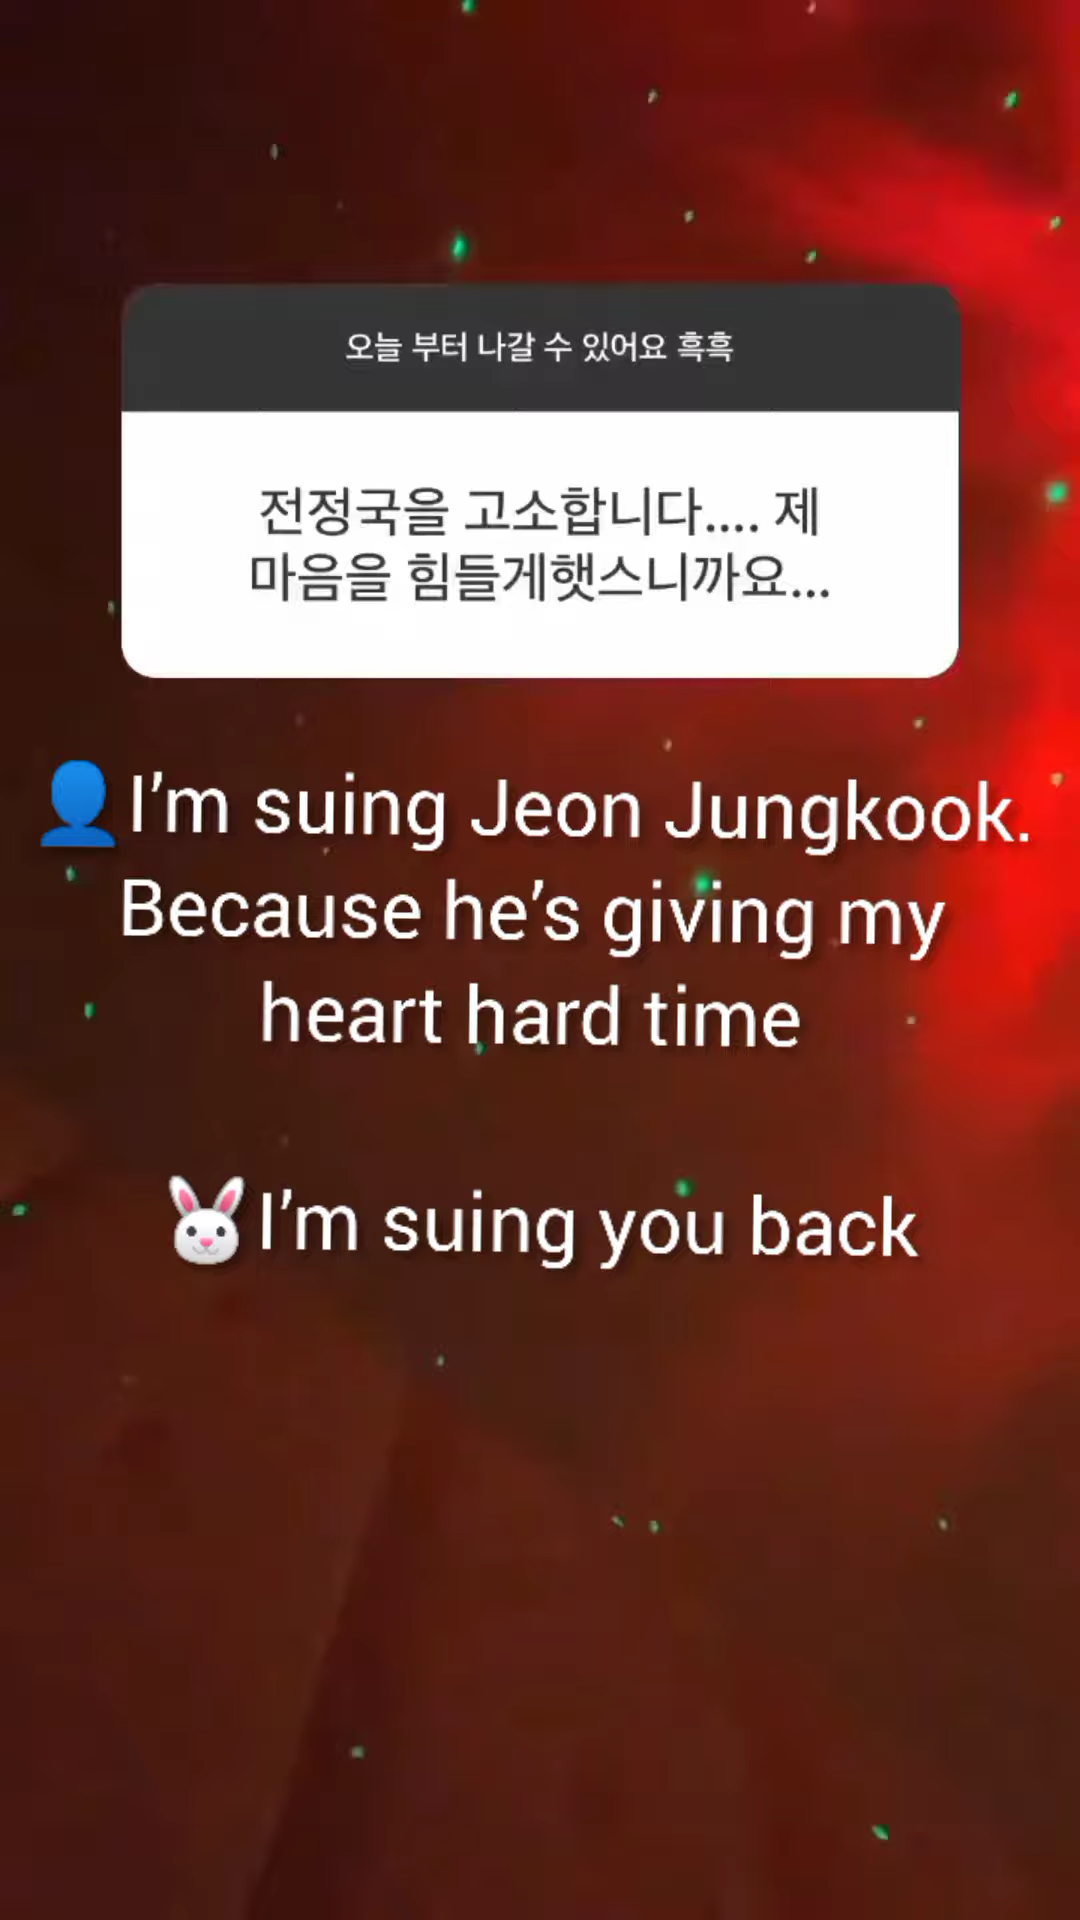 오늘 부터 나갈 수 있어요 흑흑
전정국을 고소합니다.... 제
마음을 힘들게햇스니까요...
👤I’m suing Jeon Jungkook.
Because he’s giving my
heart hard time
🐰I’m suing you back